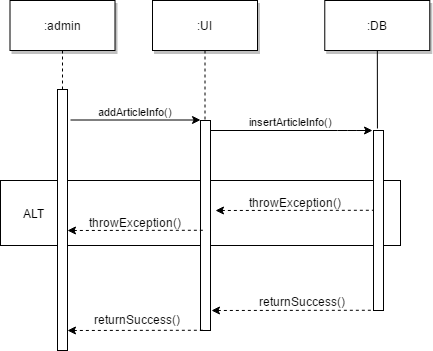 :admin
:UI
:DB
addArticleInfo()
insertArticleInfo()
ALT
throwException()
throwException()
returnSuccess()
returnSuccess()